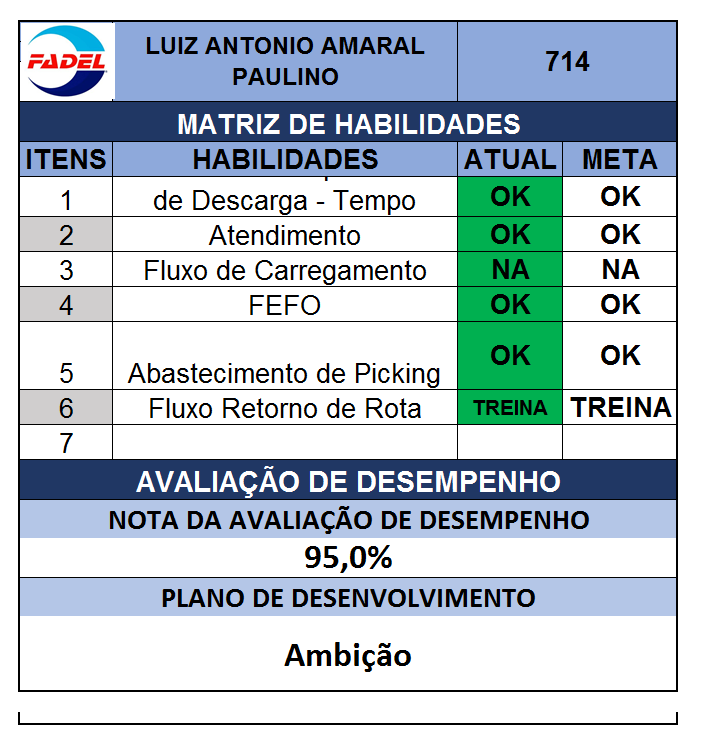 FADEL
LUIZ ANTONIO AMARAL
PAULINO
714
MATRIZ DE HABILIDADES
ITENS HABILIDADES ATUAL META
1 de Descarga - Tempo OK OK
2 Atendimento OK OK
3 Fluxo de Carregamento NA NA
4 FEFO OK OK
5 Abastecimento de Picking OK OK
6 Fluxo Retorno de Rota TREINA TREINA
7
AVALIAÇÃO DE DESEMPENHO
NOTA DA AVALIAÇÃO DE DESEMPENHO
95,0%
PLANO DE DESENVOLVIMENTO
Ambição